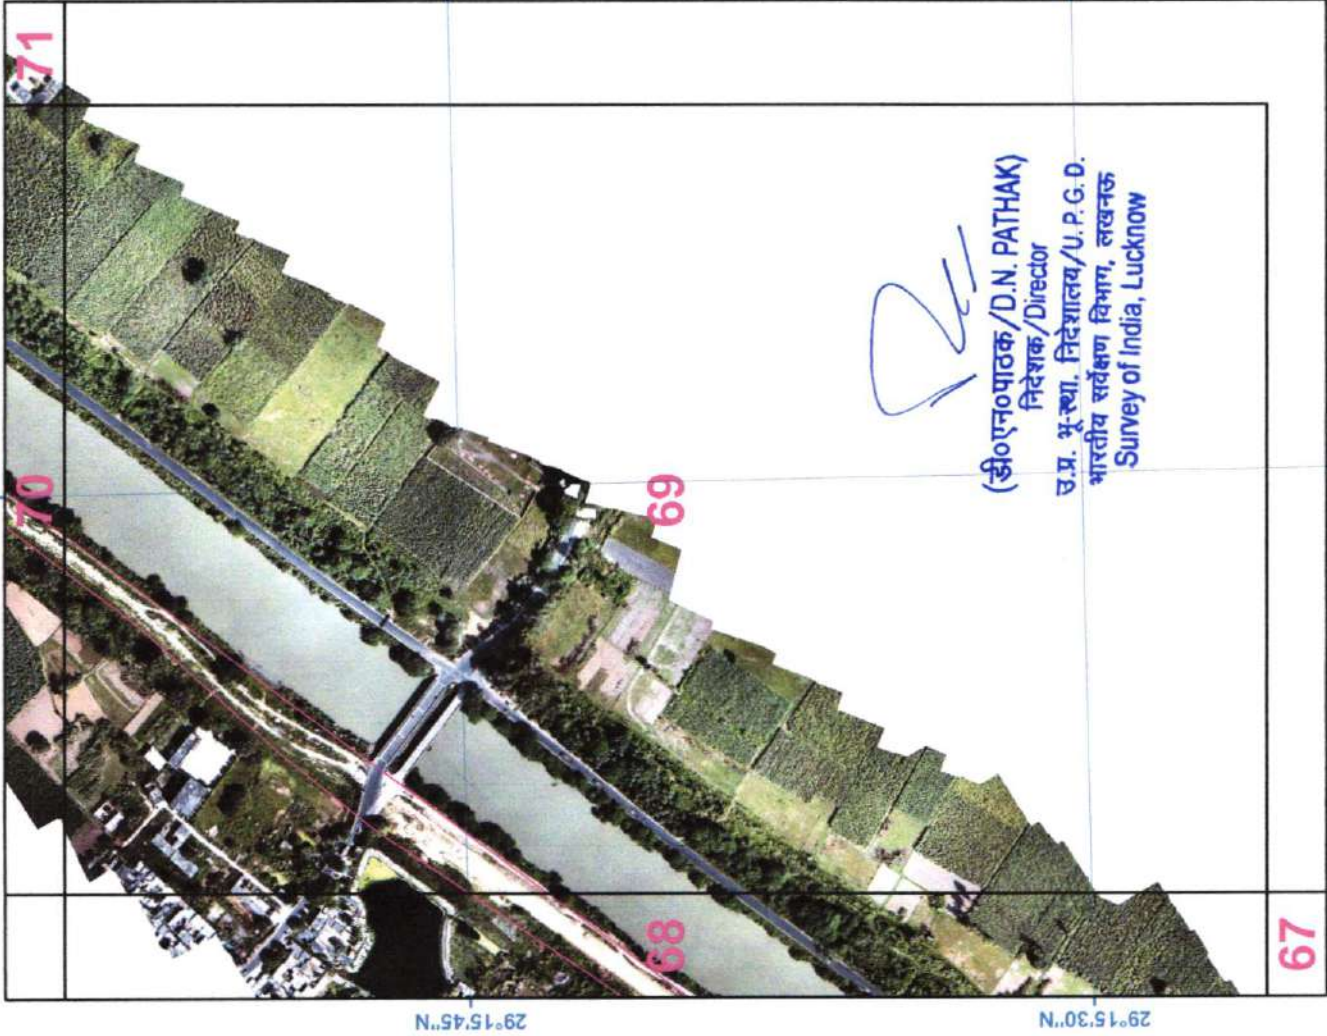 71
70
69
68
67
(डी०एन०पाठक/D.N. PATHAK)
निदेशक/Director
उ.प्र. भू-स्था. निदेशालय/U.P.G.D.
भारतीय सर्वेक्षण विभाग, लखनऊ
Survey of India, Lucknow
29°15'45"N
29°15'30"N